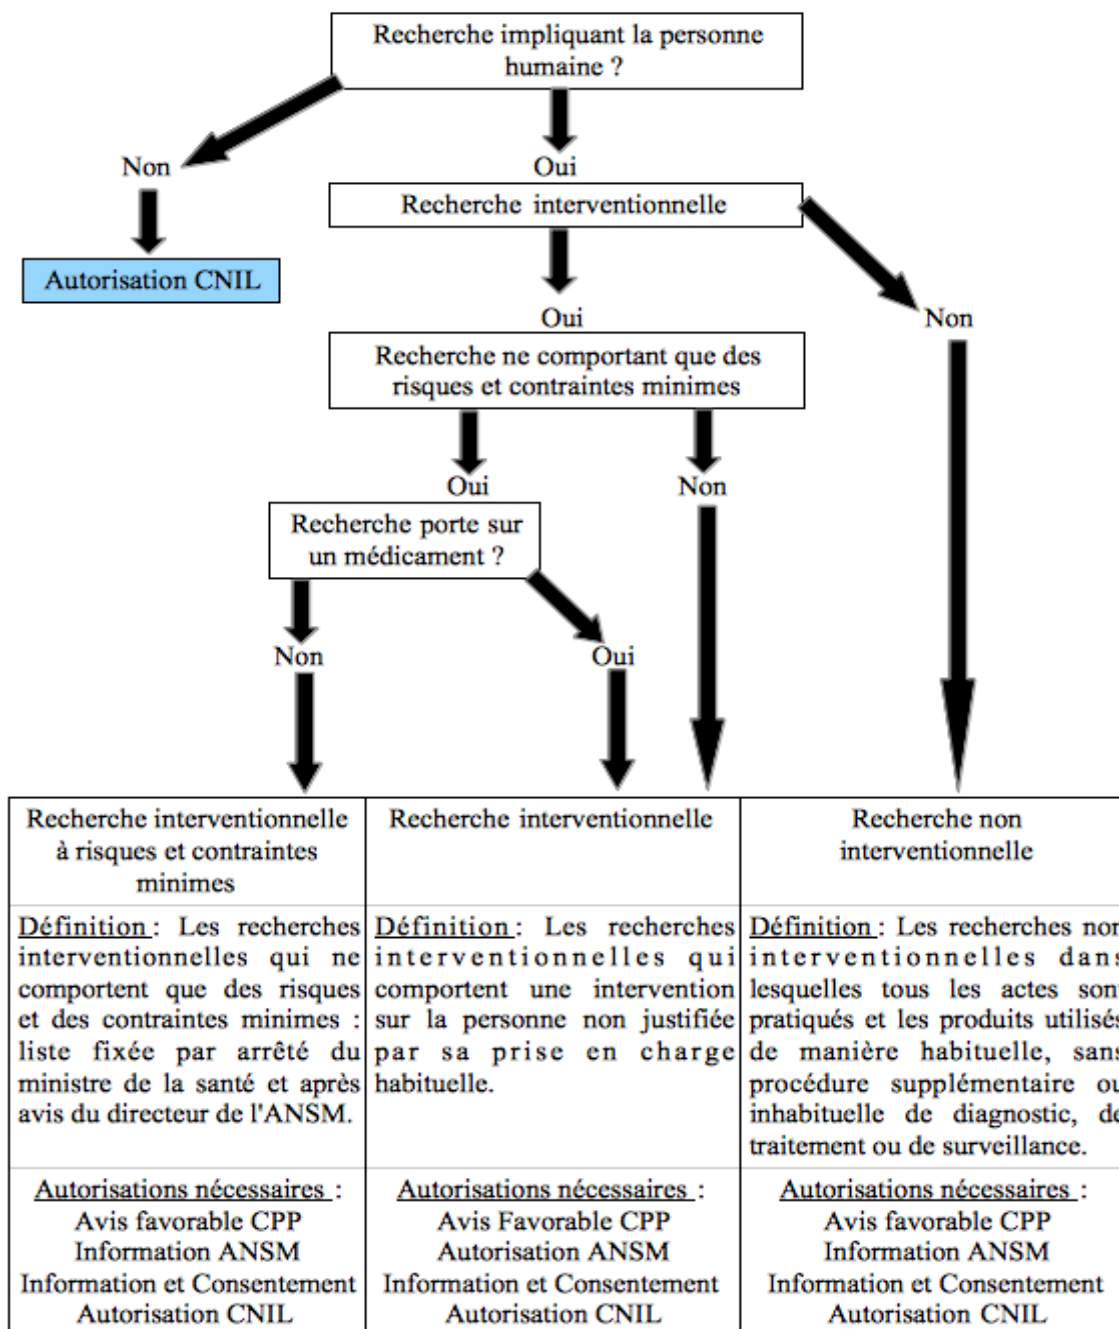 Recherche impliquant la personne
humaine ?
Non
Oui
Recherche interventionnelle
Autorisation CNIL
Oui
Non
Recherche ne comportant que des
risques et contraintes minimes
Oui
Non
Recherche porte sur
un médicament ?
Non
Oui
Recherche interventionnelle
à risques et contraintes
minimes
Définition : Les recherches
interventionnelles qui ne
comportent que des risques
et des contraintes minimes :
liste fixée par arrêté du
ministre de la santé et après
avis du directeur de l'ANSM.
Autorisations nécessaires :
Avis favorable CPP
Information ANSM
Information et Consentement
Autorisation CNIL
Recherche interventionnelle
Définition : Les recherches
interventionnelles qui
comportent une intervention
sur la personne non justifiée
par sa prise en charge
habituelle.
Autorisations nécessaires :
Avis Favorable CPP
Autorisation ANSM
Information et Consentement
Autorisation CNIL
Recherche non
interventionnelle
Définition : Les recherches non
interventionnelles dans
lesquelles tous les actes sont
pratiqués et les produits utilisés
de manière habituelle, sans
procédure supplémentaire ou
inhabituelle de diagnostic, de
traitement ou de surveillance.
Autorisations nécessaires :
Avis favorable CPP
Information ANSM
Information et Consentement
Autorisation CNIL